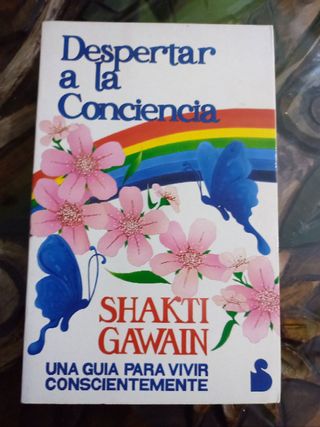 Despertar
a la
Conciencia
SHAKTI
GAWAIN
UNA GUIA PARA VIVIR
CONSCIENTEMENTE